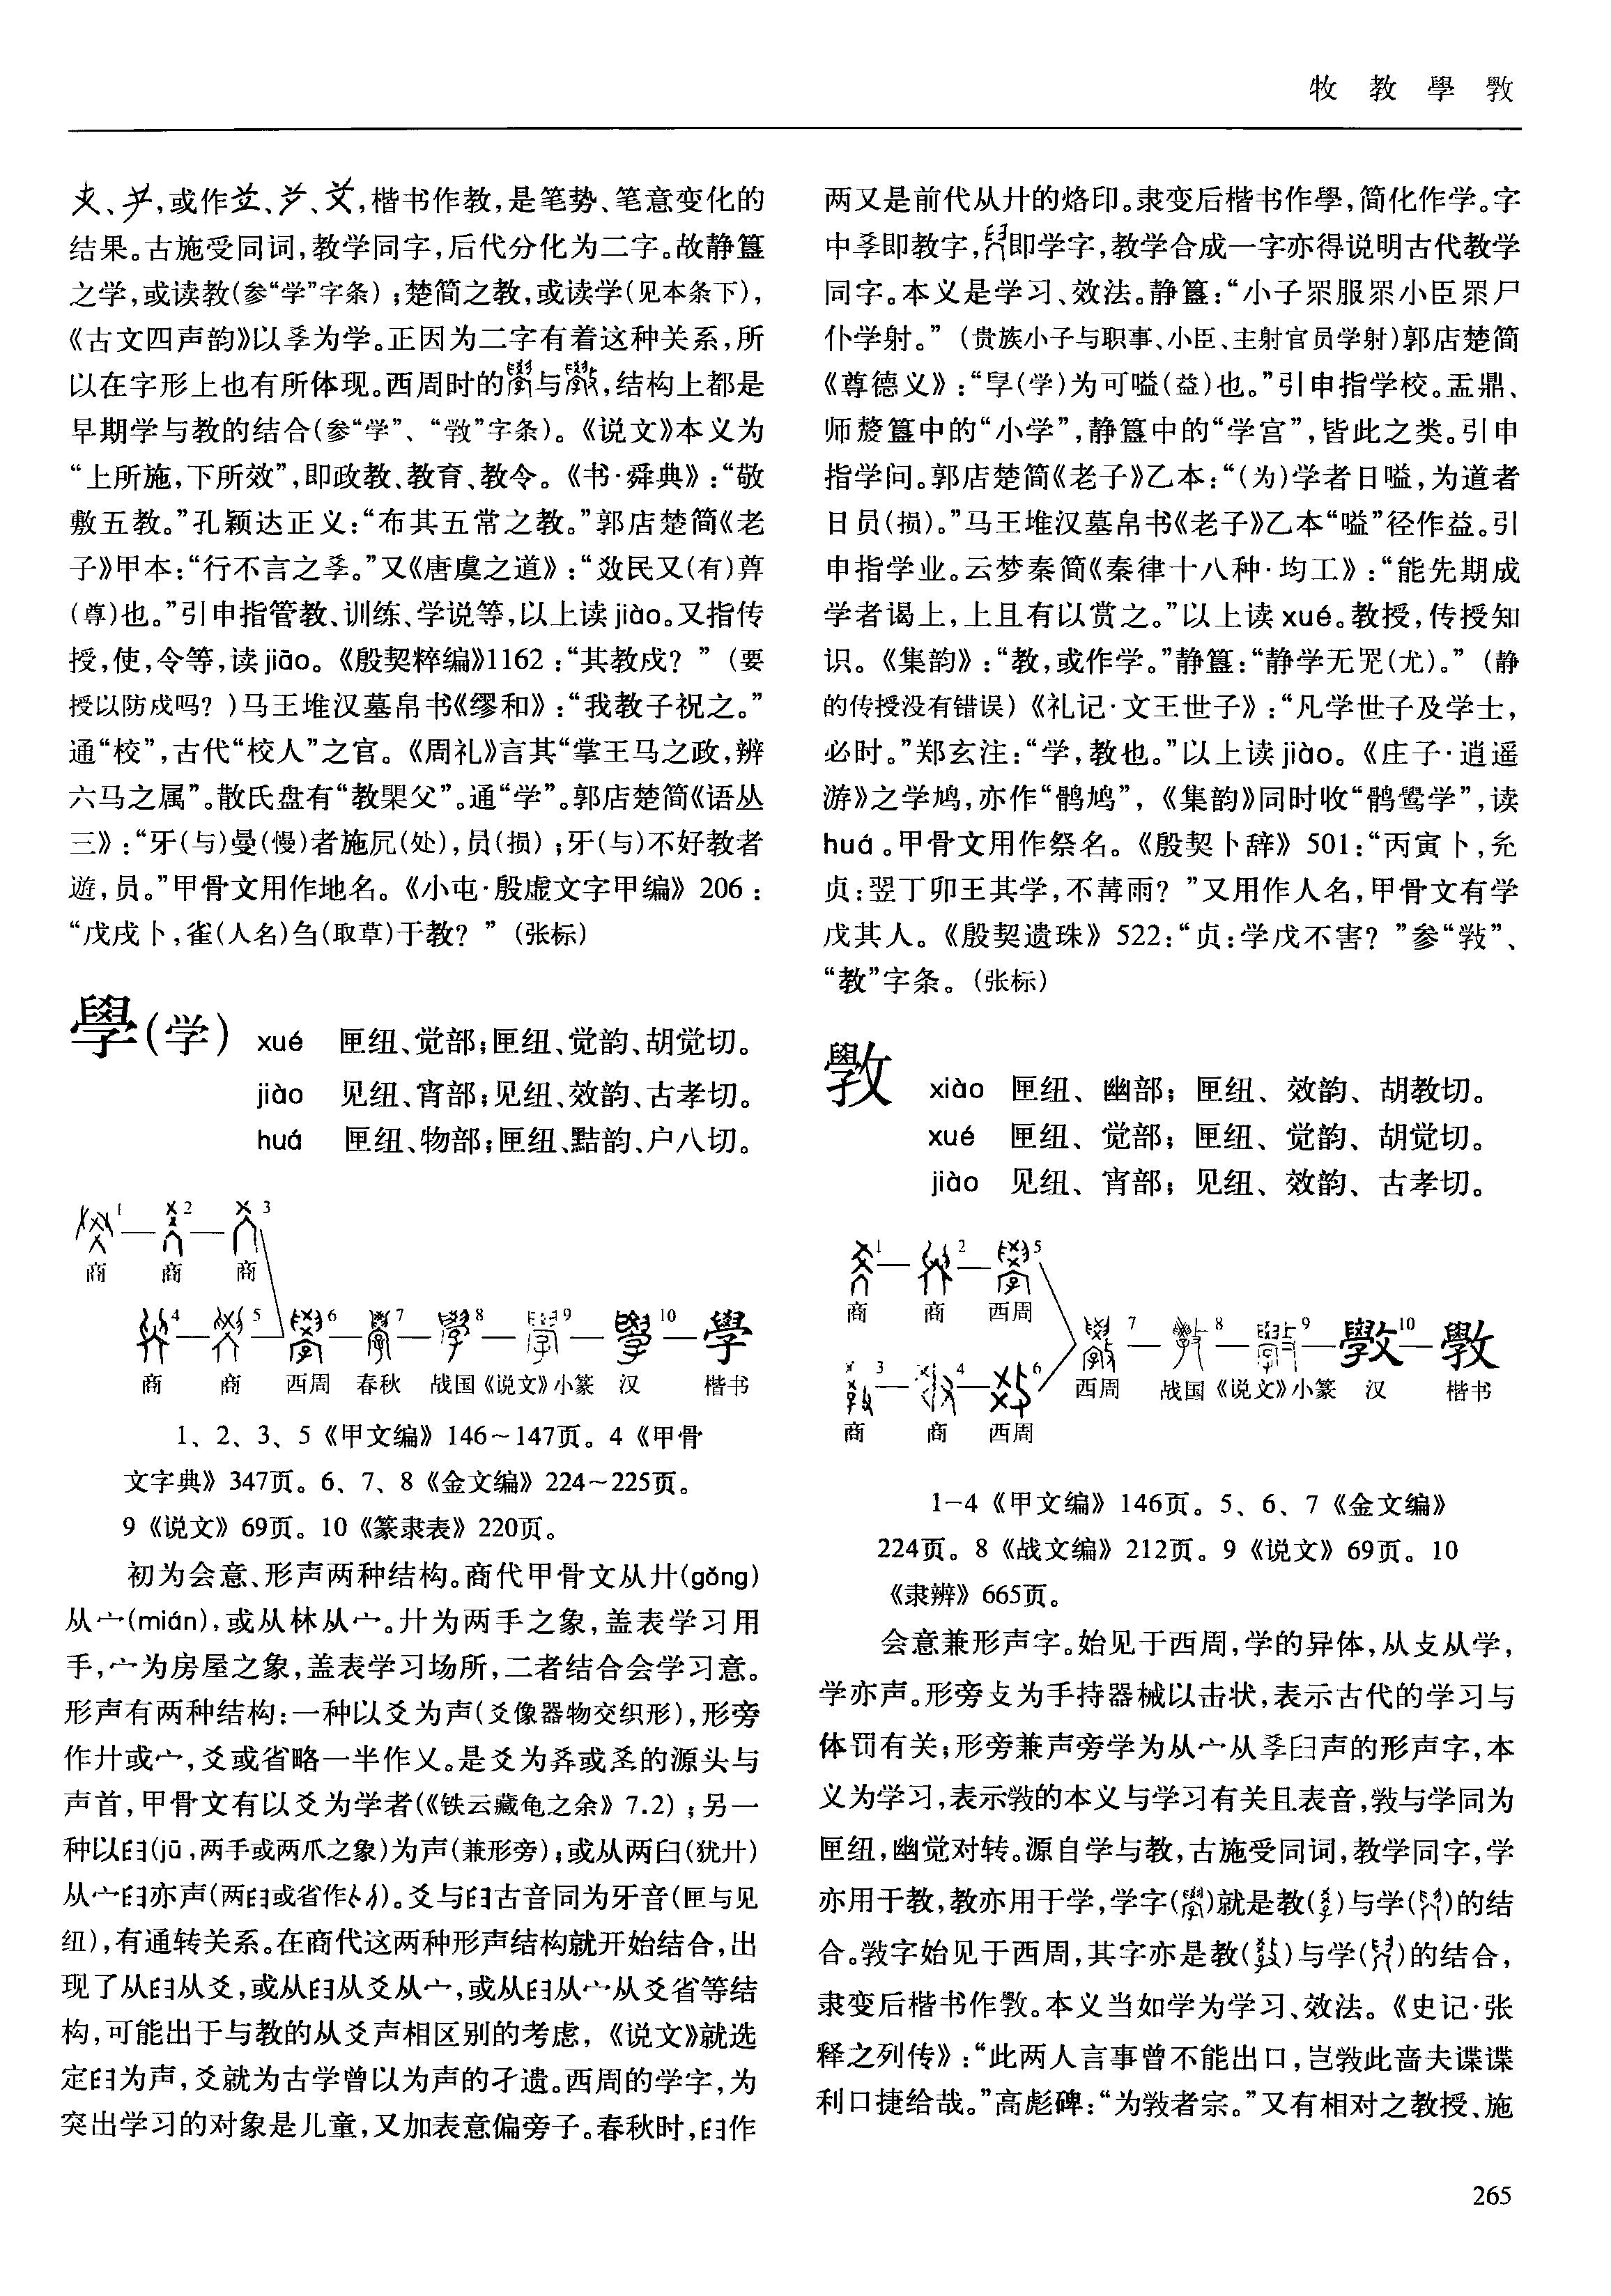 牧 教 學 斅
,或作 、 、 ,楷书作教,是笔势、笔意变化的
结果。古施受同词,教学同字,后代分化为二字。故静簋
之学,或读教(参“学”字条);楚简之教,或读学(见本条下),
《古文四声韵》以㸚为学。正因为二字有着这种关系,所
以在字形上也有所体现。西周时的 与 ,结构上都是
早期学与教的结合(参“学”、“敩”字条)。《说文》本义为
“上所施,下所效”,即政教、教育、教令。《书·舜典》:“敬
敷五教。”孔颖达正义:“布其五常之教。”郭店楚简《老
子》甲本:“行不言之 。”又《唐虞之道》:“ 民又(有)
(尊)也。”引申指管教、训练、学说等,以上读jiào。又指传
授,使,令等,读jiāo。《殷契粹编》1162:“其教戍?”(要
授以防戍吗?)马王堆汉墓帛书《缪和》:“我教子祝之。”
通“校”,古代“校人”之官。《周礼》言其“掌王马之政,辨
六马之属”。散氏盘有“教 父”。通“学”。郭店楚简《语丛
三》:“牙(与)曼(慢)者施凥(处),员(损);牙(与)不好教者
遊,员。”甲骨文用作地名。《小屯·殷虚文字甲编》206:
“戊戌卜,雀(人名)刍(取草)于教?”(张标)
學(学) xué 匣纽、觉部;匣纽、觉韵、胡觉切。
jiào 见纽、宵部;见纽、效韵、古孝切。
huá 匣纽、物部;匣纽、黠韵、户八切。
1 2 3
商 商 商
4 5 6 7 8 9 10 學
商 商 西周 春秋 战国《说文》小篆 汉 楷书
1、2、3、5《甲文编》146~147页。4《甲骨
文字典》347页。6、7、8《金文编》224~225页。
9《说文》69页。10《篆隶表》220页。
初为会意、形声两种结构。商代甲骨文从廾(gǒng)
从宀(mián),或从林从宀。廾为两手之象,盖表学习用
手,宀为房屋之象,盖表学习场所,二者结合会学习意。
形声有两种结构:一种以爻为声(爻像器物交织形),形旁
作廾或宀,爻或省略一半作乂。是爻为 或 的源头与
声首,甲骨文有以爻为学者(《铁云藏龟之余》7.2);另一
种以𦥑(jū,两手或两爪之象)为声(兼形旁);或从两臼(犹廾)
从宀𦥑亦声(两𦥑或省作 )。爻与𦥑古音同为牙音(匣与见
纽),有通转关系。在商代这两种形声结构就开始结合,出
现了从𦥑从爻,或从𦥑从爻从宀,或从𦥑从宀从爻省等结
构,可能出于与教的从爻声相区别的考虑,《说文》就选
定𦥑为声,爻就为古学曾以为声的孑遗。西周的学字,为
突出学习的对象是儿童,又加表意偏旁子。春秋时,𦥑作
两又是前代从廾的烙印。隶变后楷书作學,简化作学。字
中 即教字, 即学字,教学合成一字亦得说明古代教学
同字。本义是学习、效法。静簋:“小子眔服眔小臣眔尸
仆学射。”(贵族小子与职事、小臣、主射官员学射)郭店楚简
《尊德义》:“ (学)为可嗌(益)也。”引申指学校。盂鼎、
师嫠簋中的“小学”,静簋中的“学宫”,皆此之类。引申
指学问。郭店楚简《老子》乙本:“(为)学者日嗌,为道者
日员(损)。”马王堆汉墓帛书《老子》乙本“嗌”径作益。引
申指学业。云梦秦简《秦律十八种·均工》:“能先期成
学者谒上,上且有以赏之。”以上读xué。教授,传授知
识。《集韵》:“教,或作学。”静簋:“静学无 (尤)。”(静
的传授没有错误)《礼记·文王世子》:“凡学世子及学士,
必时。”郑玄注:“学,教也。”以上读jiào。《庄子·逍遥
游》之学鸠,亦作“鹘鸠”,《集韵》同时收“鹘鸴学”,读
huá。甲骨文用作祭名。《殷契卜辞》501:“丙寅卜,允
贞:翌丁卯王其学,不冓雨?”又用作人名,甲骨文有学
戊其人。《殷契遗珠》522:“贞:学戊不害?”参“敩”、
“教”字条。(张标)
斅 xiào 匣纽、幽部;匣纽、效韵、胡教切。
xué 匣纽、觉部;匣纽、觉韵、胡觉切。
jiào 见纽、宵部;见纽、效韵、古孝切。
1 2 5
商 商 西周
7 8 9 10 斅
西周 战国《说文》小篆 汉 楷书
3 4 6
商 商 西周
1-4《甲文编》146页。5、6、7《金文编》
224页。8《战文编》212页。9《说文》69页。10
《隶辨》665页。
会意兼形声字。始见于西周,学的异体,从攴从学,
学亦声。形旁攴为手持器械以击状,表示古代的学习与
体罚有关;形旁兼声旁学为从宀从 𦥑声的形声字,本
义为学习,表示敩的本义与学习有关且表音,敩与学同为
匣纽,幽觉对转。源自学与教,古施受同词,教学同字,学
亦用于教,教亦用于学,学字( )就是教( )与学( )的结
合。敩字始见于西周,其字亦是教( )与学( )的结合,
隶变后楷书作斅。本义当如学为学习、效法。《史记·张
释之列传》:“此两人言事曾不能出口,岂敩此啬夫谍谍
利口捷给哉。”高彪碑:“为敩者宗。”又有相对之教授、施
265